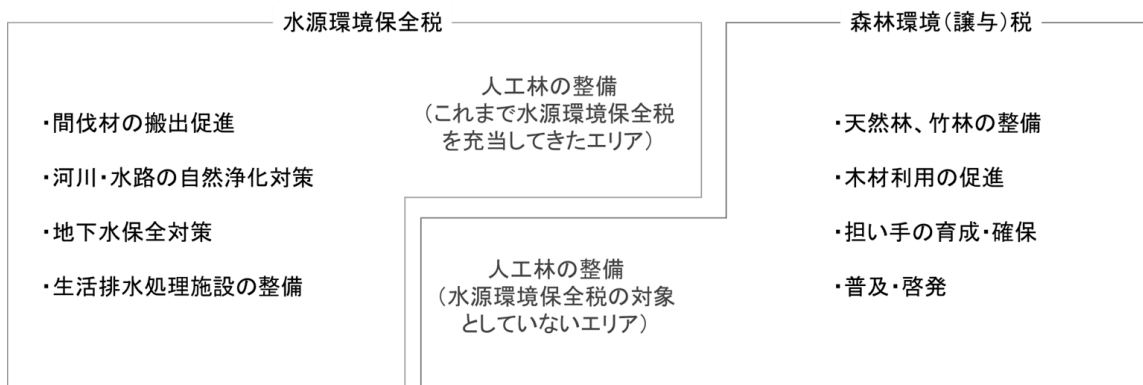 水源環境保全税
人工林の整備
（これまで水源環境保全税
を充当してきたエリア）
・間伐材の搬出促進
・河川・水路の自然浄化対策
・地下水保全対策
・生活排水処理施設の整備
森林環境（譲与）税
人工林の整備
（水源環境保全税の対象
としていないエリア）
・天然林、竹林の整備
・木材利用の促進
・担い手の育成・確保
・普及・啓発